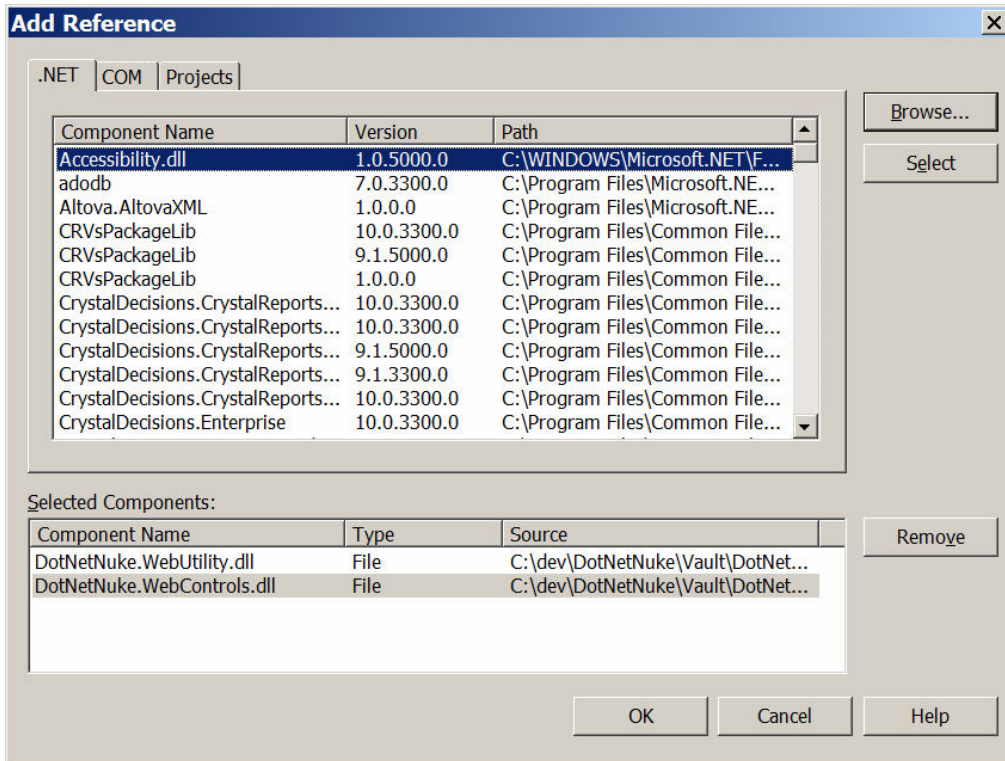 Add Reference
.NET COM Projects
Browse...
Select
Component Name Version Path
Accessibility.dll 1.0.5000.0 C:\WINDOWS\Microsoft.NET\F...
adodb 7.0.3300.0 C:\Program Files\Microsoft.NE...
Altova.AltovaXML 1.0.0.0 C:\Program Files\Microsoft.NE...
CRVsPackageLib 10.0.3300.0 C:\Program Files\Common File...
CRVsPackageLib 9.1.5000.0 C:\Program Files\Common File...
CRVsPackageLib 1.0.0.0 C:\Program Files\Common File...
CrystalDecisions.CrystalReports... 10.0.3300.0 C:\Program Files\Common File...
CrystalDecisions.CrystalReports... 10.0.3300.0 C:\Program Files\Common File...
CrystalDecisions.CrystalReports... 9.1.5000.0 C:\Program Files\Common File...
CrystalDecisions.CrystalReports... 9.1.3300.0 C:\Program Files\Common File...
CrystalDecisions.CrystalReports... 10.0.3300.0 C:\Program Files\Common File...
CrystalDecisions.Enterprise 10.0.3300.0 C:\Program Files\Common File...
Selected Components:
Component Name Type Source
DotNetNuke.WebUtility.dll File C:\dev\DotNetNuke\Vault\DotNet...
DotNetNuke.WebControls.dll File C:\dev\DotNetNuke\Vault\DotNet...
Remove
OK Cancel Help